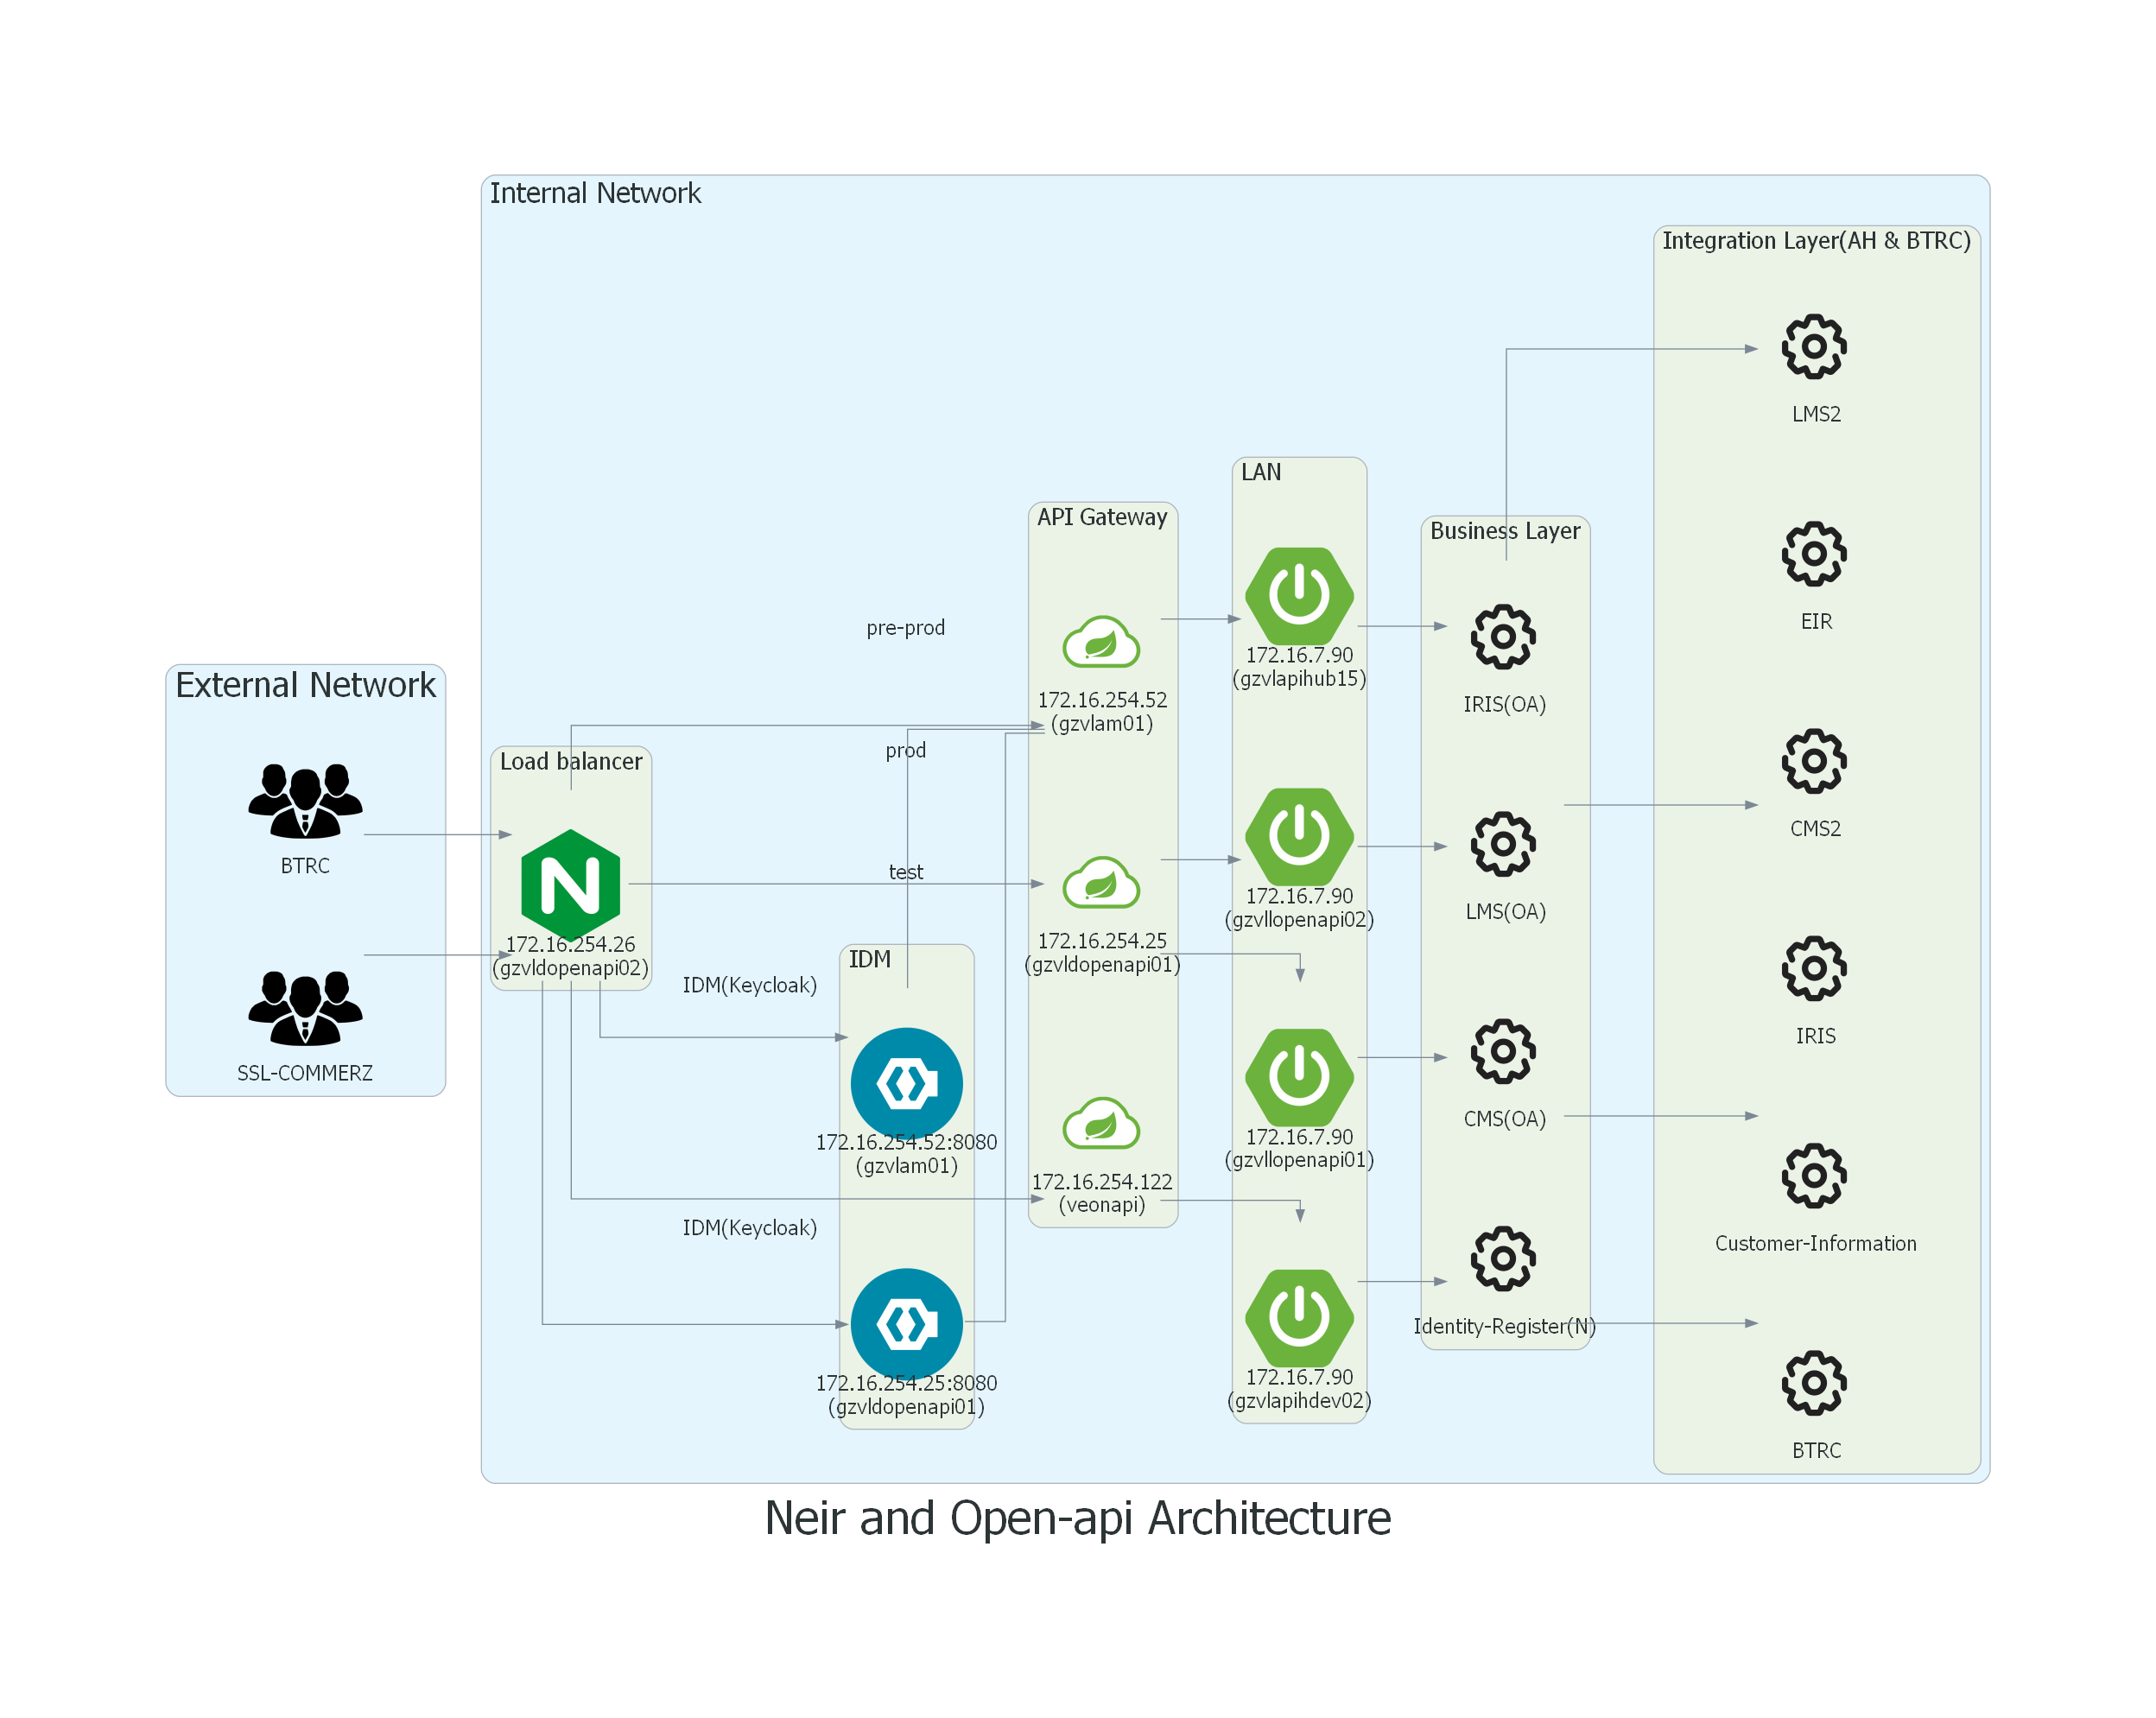 Internal Network
Integration Layer(AH & BTRC)
LMS2
EIR
CMS2
IRIS
Customer-Information
BTRC
LAN
172.16.7.90
(gzvlapihub15)
172.16.7.90
(gzvllopenapi02)
172.16.7.90
(gzvllopenapi01)
172.16.7.90
(gzvlapihdev02)
API Gateway
172.16.254.52
(gzvlam01)
172.16.254.25
(gzvldopenapi01)
172.16.254.122
(veonapi)
Business Layer
IRIS(OA)
LMS(OA)
CMS(OA)
Identity-Register(N)
pre-prod
prod
test
IDM(Keycloak)
IDM(Keycloak)
External Network
BTRC
SSL-COMMERZ
Load balancer
172.16.254.26
(gzvldopenapi02)
IDM
172.16.254.52:8080
(gzvlam01)
172.16.254.25:8080
(gzvldopenapi01)
Neir and Open-api Architecture